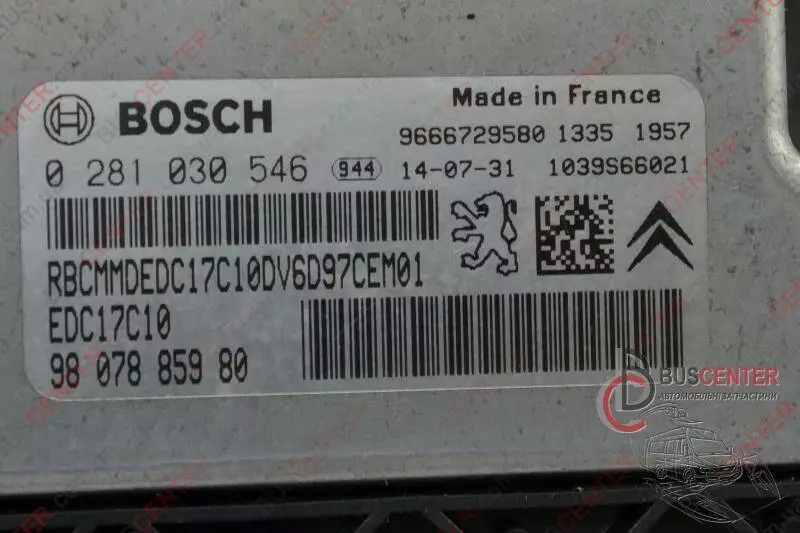 BOSCH
Made in France
9666729580 1335 1957
0 281 030 546 944 14-07-31 1039S66021
RBCMMDEDC17C10DV6D97CEM01
EDC17C10
98 078 859 80
BUSCENTER
АВТОМОБІЛЬНІ ЗАПЧАСТИНИ